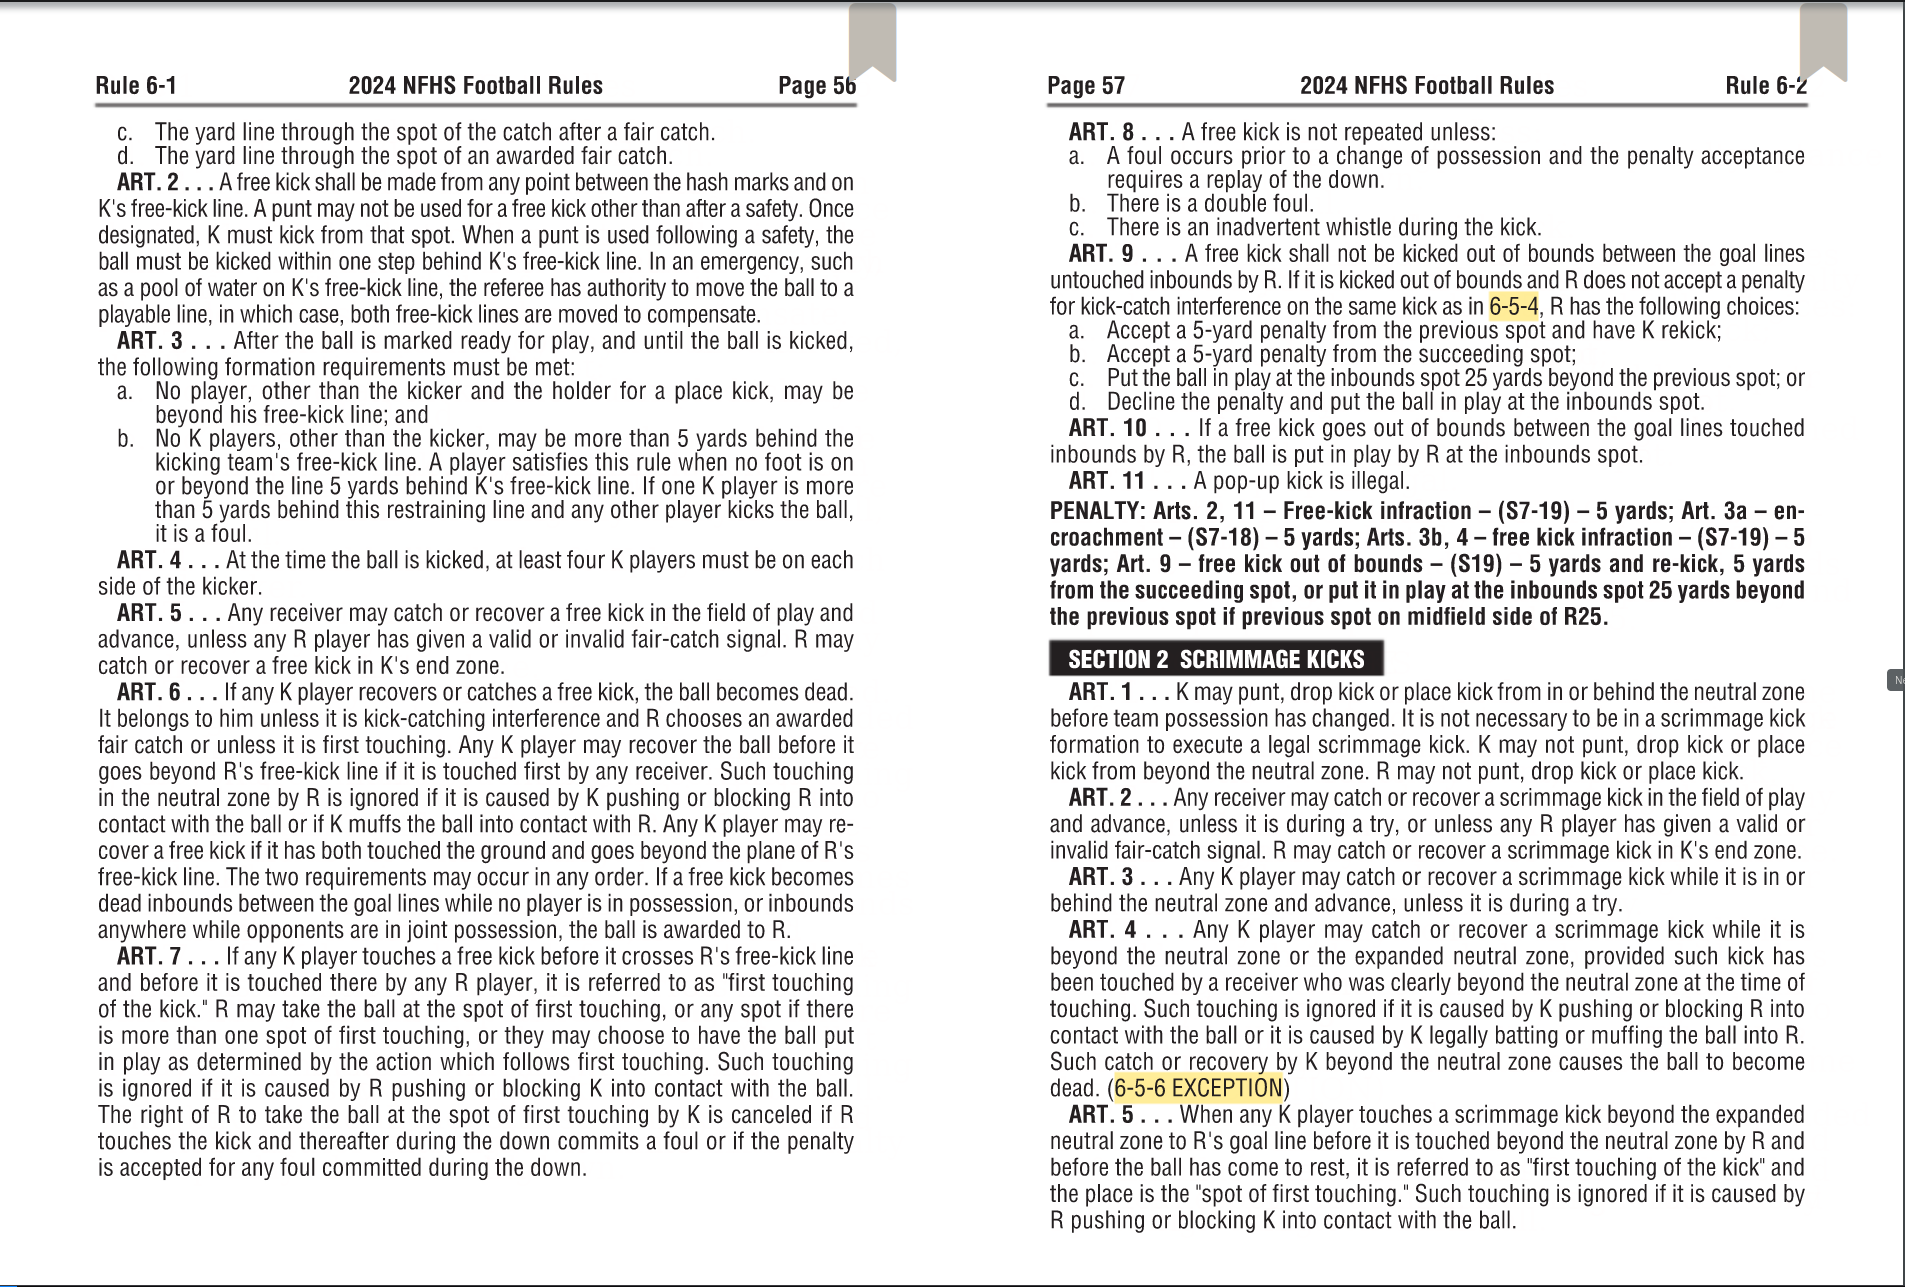 Rule 6-1 2024 NFHS Football Rules Page 56
c. The yard line through the spot of the catch after a fair catch.
d. The yard line through the spot of an awarded fair catch.
ART. 2 . . . A free kick shall be made from any point between the hash marks and on
K's free-kick line. A punt may not be used for a free kick other than after a safety. Once
designated, K must kick from that spot. When a punt is used following a safety, the
ball must be kicked within one step behind K's free-kick line. In an emergency, such
as a pool of water on K's free-kick line, the referee has authority to move the ball to a
playable line, in which case, both free-kick lines are moved to compensate.
ART. 3 . . . After the ball is marked ready for play, and until the ball is kicked,
the following formation requirements must be met:
a. No player, other than the kicker and the holder for a place kick, may be
beyond his free-kick line; and
b. No K players, other than the kicker, may be more than 5 yards behind the
kicking team's free-kick line. A player satisfies this rule when no foot is on
or beyond the line 5 yards behind K's free-kick line. If one K player is more
than 5 yards behind this restraining line and any other player kicks the ball,
it is a foul.
ART. 4 . . . At the time the ball is kicked, at least four K players must be on each
side of the kicker.
ART. 5 . . . Any receiver may catch or recover a free kick in the field of play and
advance, unless any R player has given a valid or invalid fair-catch signal. R may
catch or recover a free kick in K's end zone.
ART. 6 . . . If any K player recovers or catches a free kick, the ball becomes dead.
It belongs to him unless it is kick-catching interference and R chooses an awarded
fair catch or unless it is first touching. Any K player may recover the ball before it
goes beyond R's free-kick line if it is touched first by any receiver. Such touching
in the neutral zone by R is ignored if it is caused by K pushing or blocking R into
contact with the ball or if K muffs the ball into contact with R. Any K player may re-
cover a free kick if it has both touched the ground and goes beyond the plane of R's
free-kick line. The two requirements may occur in any order. If a free kick becomes
dead inbounds between the goal lines while no player is in possession, or inbounds
anywhere while opponents are in joint possession, the ball is awarded to R.
ART. 7 . . . If any K player touches a free kick before it crosses R's free-kick line
and before it is touched there by any R player, it is referred to as "first touching
of the kick." R may take the ball at the spot of first touching, or any spot if there
is more than one spot of first touching, or they may choose to have the ball put
in play as determined by the action which follows first touching. Such touching
is ignored if it is caused by R pushing or blocking K into contact with the ball.
The right of R to take the ball at the spot of first touching by K is canceled if R
touches the kick and thereafter during the down commits a foul or if the penalty
is accepted for any foul committed during the down.
Page 57 2024 NFHS Football Rules Rule 6-2
ART. 8 . . . A free kick is not repeated unless:
a. A foul occurs prior to a change of possession and the penalty acceptance
requires a replay of the down.
b. There is a double foul.
c. There is an inadvertent whistle during the kick.
ART. 9 . . . A free kick shall not be kicked out of bounds between the goal lines
untouched inbounds by R. If it is kicked out of bounds and R does not accept a penalty
for kick-catch interference on the same kick as in 6-5-4, R has the following choices:
a. Accept a 5-yard penalty from the previous spot and have K rekick;
b. Accept a 5-yard penalty from the succeeding spot;
c. Put the ball in play at the inbounds spot 25 yards beyond the previous spot; or
d. Decline the penalty and put the ball in play at the inbounds spot.
ART. 10 . . . If a free kick goes out of bounds between the goal lines touched
inbounds by R, the ball is put in play by R at the inbounds spot.
ART. 11 . . . A pop-up kick is illegal.
PENALTY: Arts. 2, 11 – Free-kick infraction – (S7-19) – 5 yards; Art. 3a – en-
croachment – (S7-18) – 5 yards; Arts. 3b, 4 – free kick infraction – (S7-19) – 5
yards; Art. 9 – free kick out of bounds – (S19) – 5 yards and re-kick, 5 yards
from the succeeding spot, or put it in play at the inbounds spot 25 yards beyond
the previous spot if previous spot on midfield side of R25.
SECTION 2 SCRIMMAGE KICKS
ART. 1 . . . K may punt, drop kick or place kick from in or behind the neutral zone
before team possession has changed. It is not necessary to be in a scrimmage kick
formation to execute a legal scrimmage kick. K may not punt, drop kick or place
kick from beyond the neutral zone. R may not punt, drop kick or place kick.
ART. 2 . . . Any receiver may catch or recover a scrimmage kick in the field of play
and advance, unless it is during a try, or unless any R player has given a valid or
invalid fair-catch signal. R may catch or recover a scrimmage kick in K's end zone.
ART. 3 . . . Any K player may catch or recover a scrimmage kick while it is in or
behind the neutral zone and advance, unless it is during a try.
ART. 4 . . . Any K player may catch or recover a scrimmage kick while it is
beyond the neutral zone or the expanded neutral zone, provided such kick has
been touched by a receiver who was clearly beyond the neutral zone at the time of
touching. Such touching is ignored if it is caused by K pushing or blocking R into
contact with the ball or it is caused by K legally batting or muffing the ball into R.
Such catch or recovery by K beyond the neutral zone causes the ball to become
dead. (6-5-6 EXCEPTION)
ART. 5 . . . When any K player touches a scrimmage kick beyond the expanded
neutral zone to R's goal line before it is touched beyond the neutral zone by R and
before the ball has come to rest, it is referred to as "first touching of the kick" and
the place is the "spot of first touching." Such touching is ignored if it is caused by
R pushing or blocking K into contact with the ball.
Ne